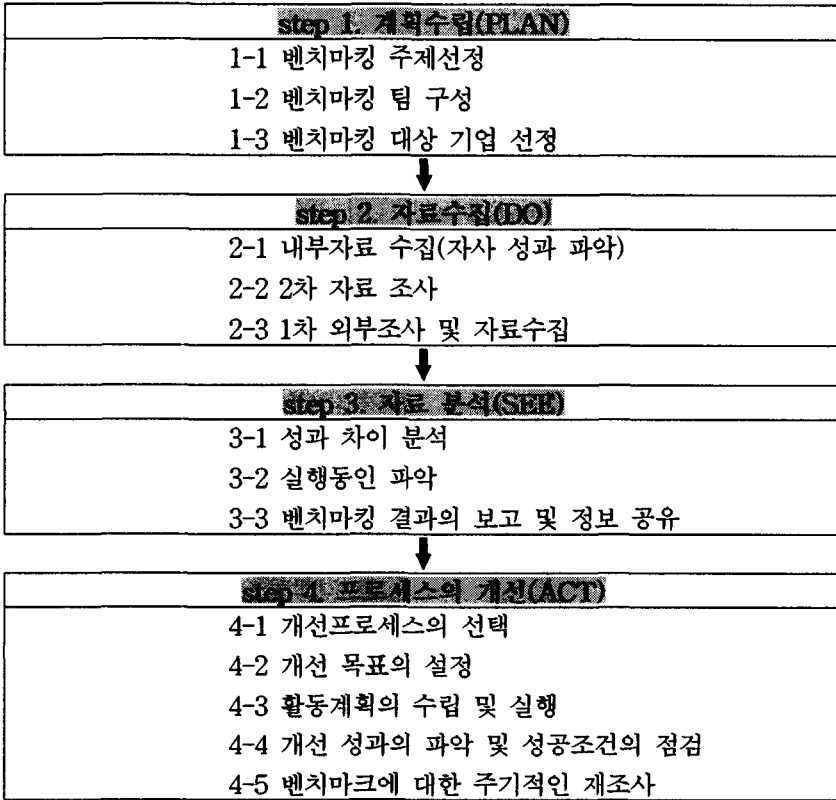 step 1. 계획수립(PLAN)
1-1 벤치마킹 주제선정
1-2 벤치마킹 팀 구성
1-3 벤치마킹 대상 기업 선정
step 2. 자료수집(DO)
2-1 내부자료 수집(자사 성과 파악)
2-2 2차 자료 조사
2-3 1차 외부조사 및 자료수집
step 3. 자료 분석(SEE)
3-1 성과 차이 분석
3-2 실행동인 파악
3-3 벤치마킹 결과의 보고 및 정보 공유
step 4. 프로세스의 개선(ACT)
4-1 개선프로세스의 선택
4-2 개선 목표의 설정
4-3 활동계획의 수립 및 실행
4-4 개선 성과의 파악 및 성공조건의 점검
4-5 벤치마크에 대한 주기적인 재조사